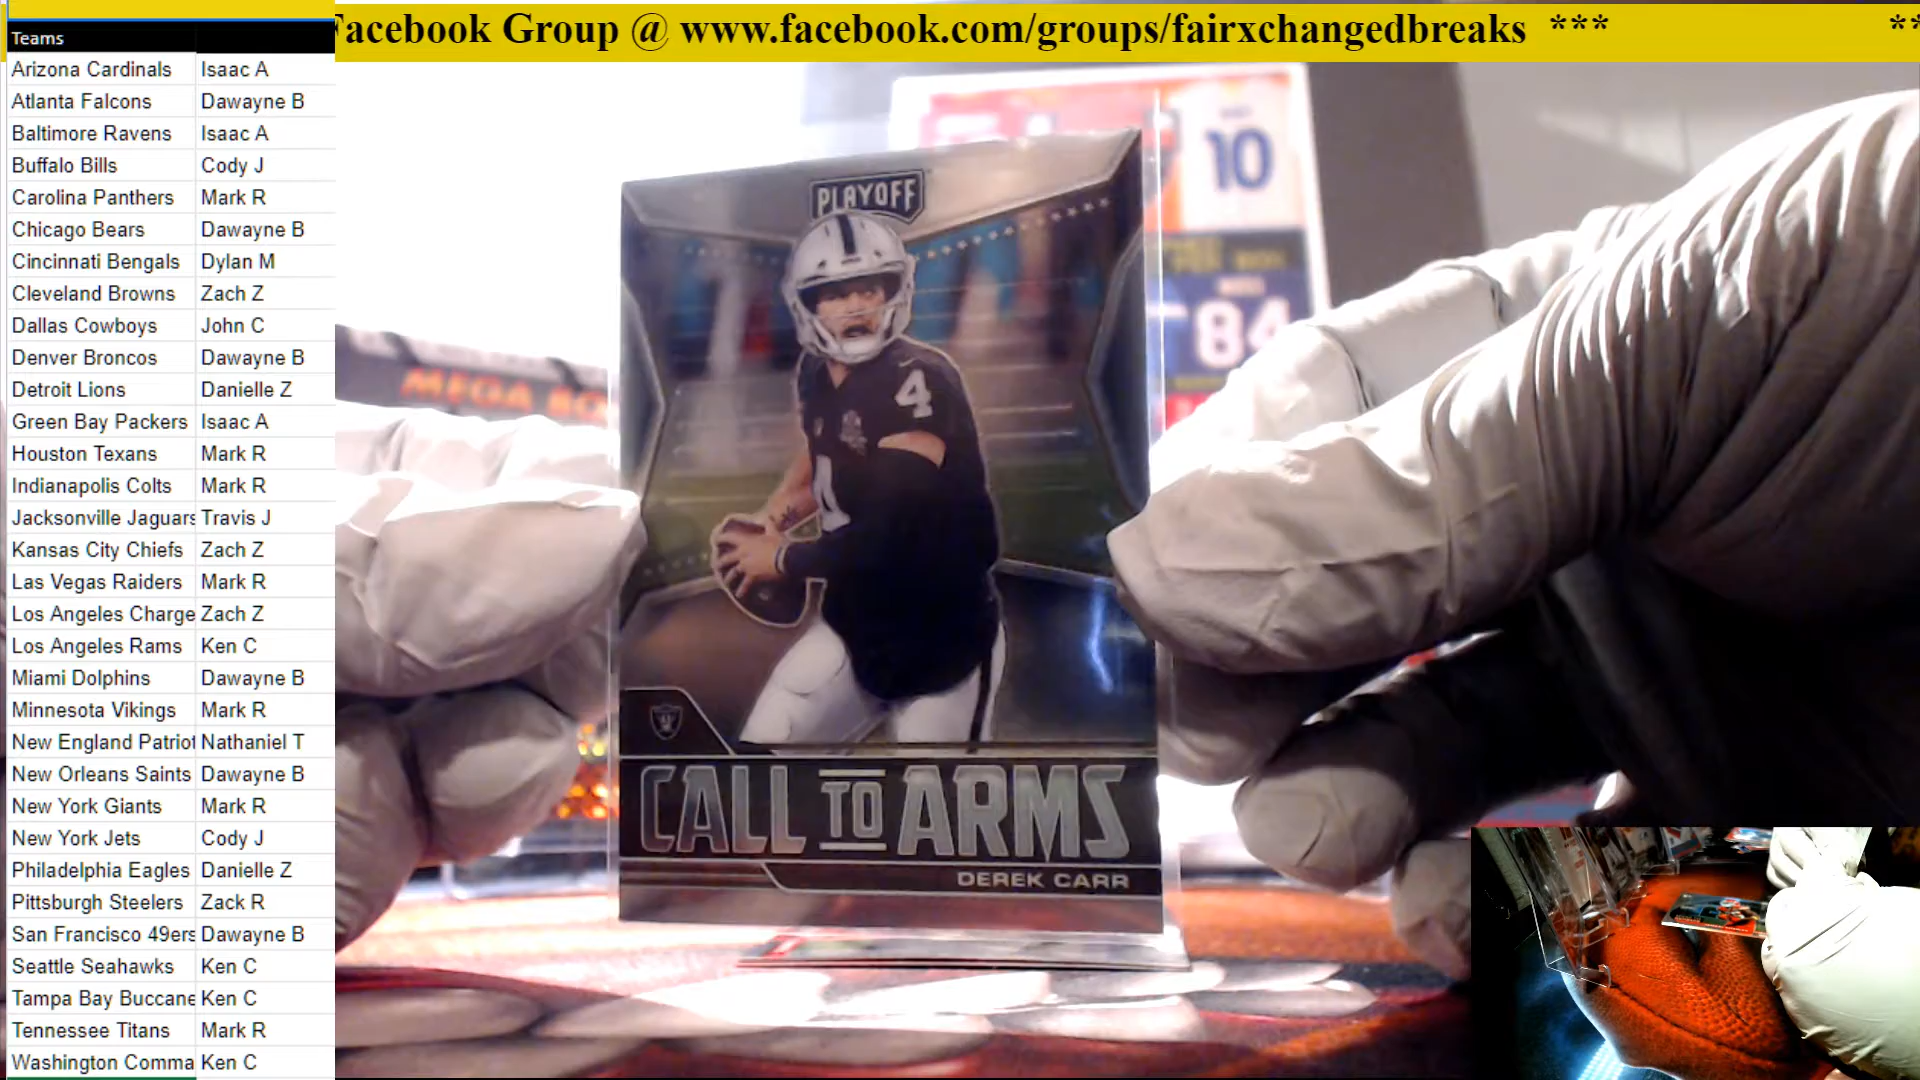 Facebook Group @ www.facebook.com/groups/fairxchangedbreaks *** **
Teams
Arizona Cardinals Isaac A
Atlanta Falcons Dawayne B
Baltimore Ravens Isaac A
Buffalo Bills Cody J
Carolina Panthers Mark R
Chicago Bears Dawayne B
Cincinnati Bengals Dylan M
Cleveland Browns Zach Z
Dallas Cowboys John C
Denver Broncos Dawayne B
Detroit Lions Danielle Z
Green Bay Packers Isaac A
Houston Texans Mark R
Indianapolis Colts Mark R
Jacksonville Jaguars Travis J
Kansas City Chiefs Zach Z
Las Vegas Raiders Mark R
Los Angeles Charge Zach Z
Los Angeles Rams Ken C
Miami Dolphins Dawayne B
Minnesota Vikings Mark R
New England Patriot Nathaniel T
New Orleans Saints Dawayne B
New York Giants Mark R
New York Jets Cody J
Philadelphia Eagles Danielle Z
Pittsburgh Steelers Zack R
San Francisco 49ers Dawayne B
Seattle Seahawks Ken C
Tampa Bay Buccane Ken C
Tennessee Titans Mark R
Washington Comma Ken C
PLAYOFF
4
4
CALL TO ARMS
DEREK CARR
10
84
MEGA BO